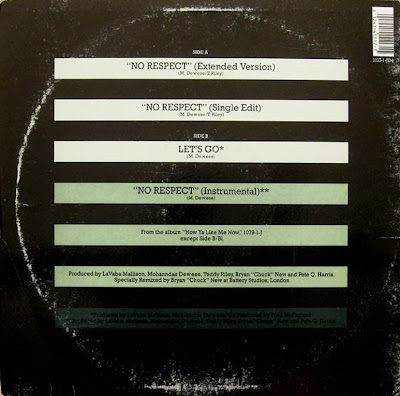 SIDE A
"NO RESPECT" (Extended Version)
(M. Dewese/T. Riley)
"NO RESPECT" (Single Edit)
(M. Dewese/T. Riley)
SIDE B
LET'S GO*
(M. Dewese)
"NO RESPECT" (Instrumental)**
(M. Dewese)
From the album "How Ya Like Me Now," 1079-1-J
except Side B/B1.
Produced by LaVaba Mallison, Mohanndas Dewese, Teddy Riley, Bryan "Chuck" New and Pete Q. Harris.
Specially Remixed by Bryan "Chuck" New at Battery Studios, London.